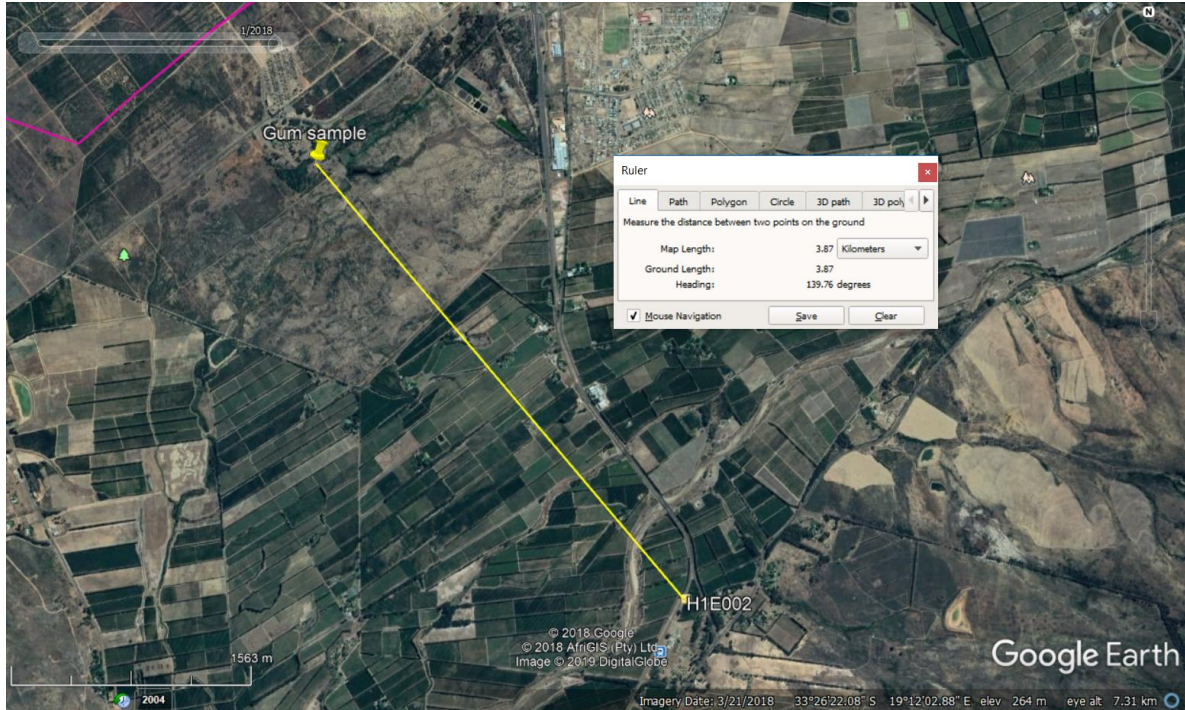 N
1/2018
Gum sample
Ruler
Line Path Polygon Circle 3D path 3D poly
Measure the distance between two points on the ground
Map Length: 3.87 Kilometers
Ground Length: 3.87
Heading: 139.76 degrees
Mouse Navigation Save Clear
H1E002
© 2018 Google
© 2018 AfriGIS (Pty) Ltd.
Image © 2019 DigitalGlobe
Google Earth
1563 m
2004
Imagery Date: 3/21/2018 33°26'22.08" S 19°12'02.88" E elev 264 m eye alt 7.31 km